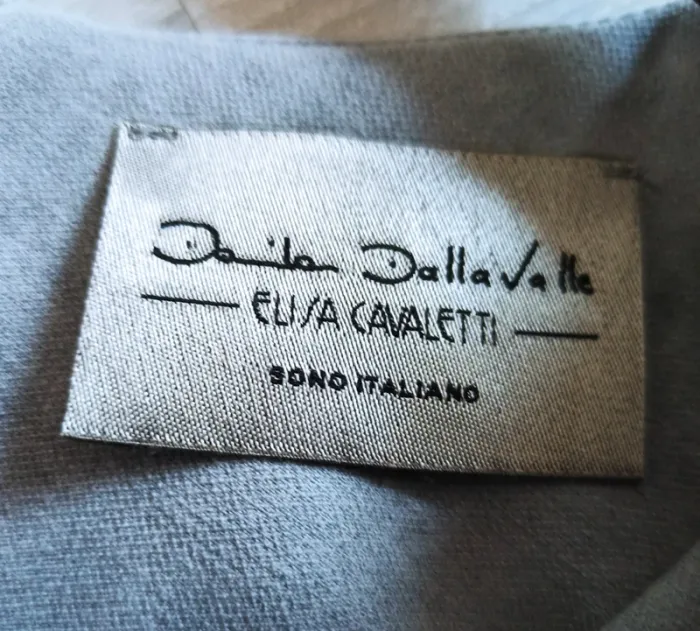 Daniela DallaValle
ELISA CAVALETTI
SONO ITALIANO